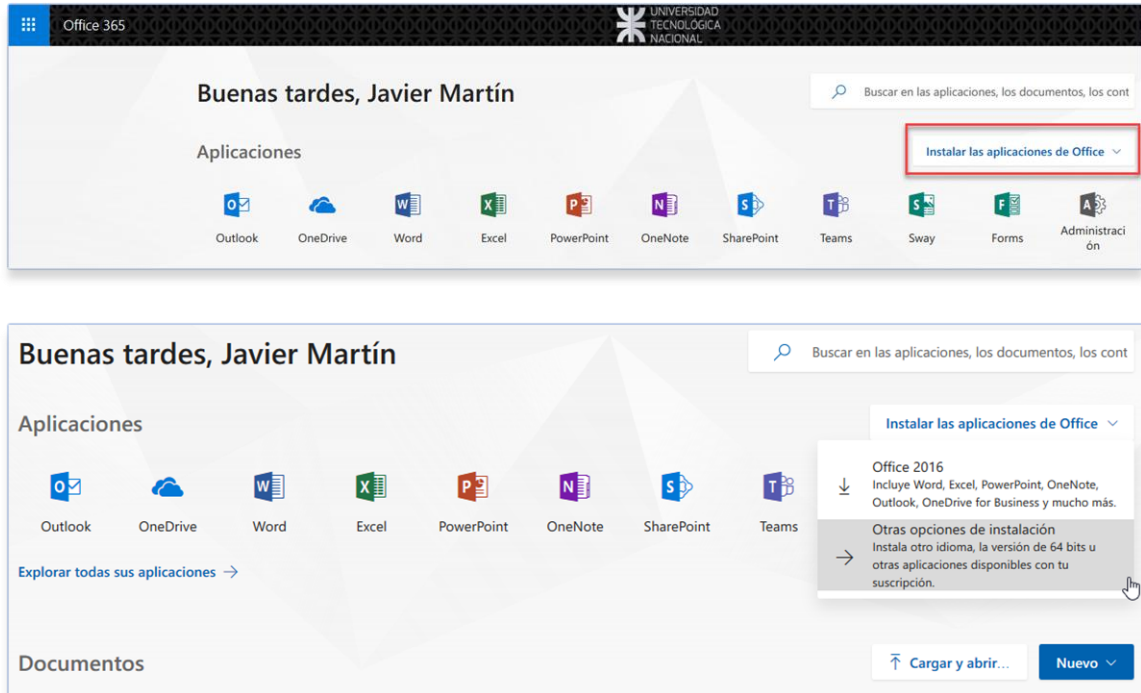 Office 365
UNIVERSIDAD
TECNOLÓGICA
NACIONAL
Buenas tardes, Javier Martín
Buscar en las aplicaciones, los documentos, los cont
Aplicaciones
Instalar las aplicaciones de Office
Outlook OneDrive Word Excel PowerPoint OneNote SharePoint Teams Sway Forms Administraci
ón
Buenas tardes, Javier Martín
Buscar en las aplicaciones, los documentos, los cont
Aplicaciones
Instalar las aplicaciones de Office
Outlook OneDrive Word Excel PowerPoint OneNote SharePoint Teams
Office 2016
Incluye Word, Excel, PowerPoint, OneNote,
Outlook, OneDrive for Business y mucho más.
Otras opciones de instalación
Instala otro idioma, la versión de 64 bits u
otras aplicaciones disponibles con tu
suscripción.
Explorar todas sus aplicaciones
Documentos
Cargar y abrir...
Nuevo